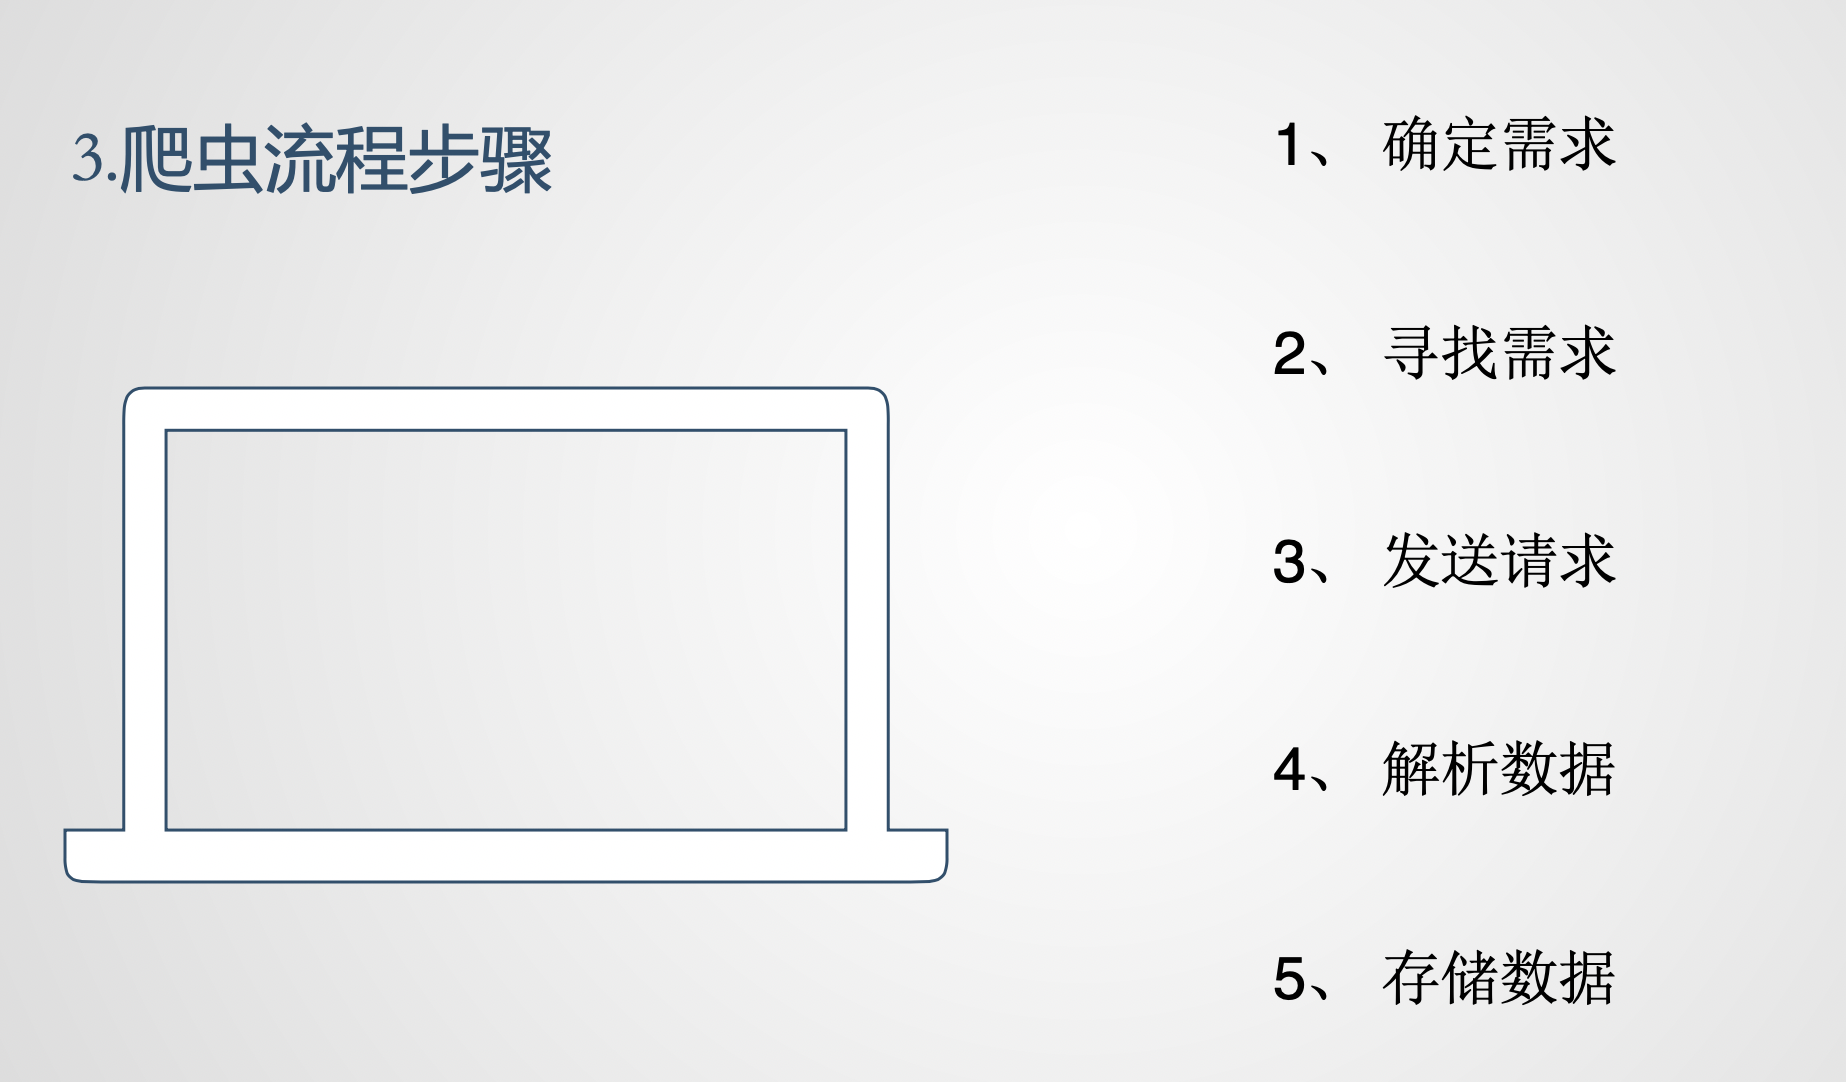 3.爬虫流程步骤
1、 确定需求
2、 寻找需求
3、 发送请求
4、 解析数据
5、 存储数据